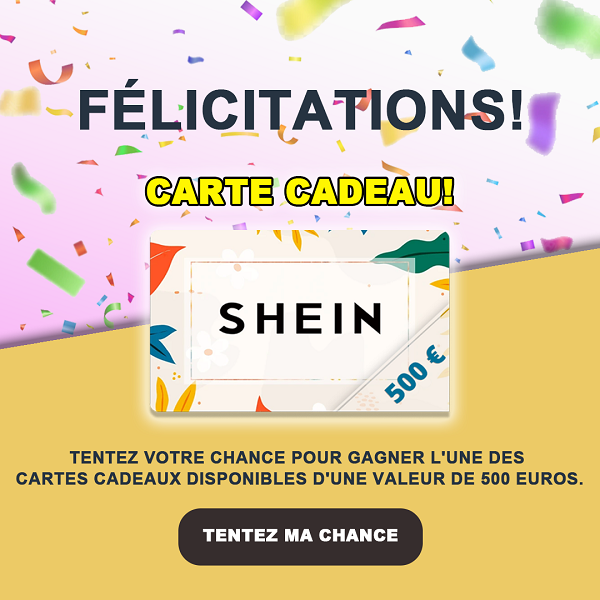 FÉLICITATIONS!
CARTE CADEAU!
SHEIN
500 €
TENTEZ VOTRE CHANCE POUR GAGNER L'UNE DES
CARTES CADEAUX DISPONIBLES D'UNE VALEUR DE 500 EUROS.
TENTEZ MA CHANCE